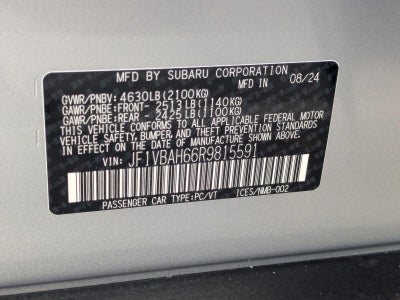 MFD BY SUBARU CORPORATION
GVWR/PNBV: 4630LB(2100KG) MFD IN 08/24
GAWR/PNBE:FRONT- 2513LB(1140KG)
GAWR/PNBE:REAR - 2425LB(1100KG)
THIS VEHICLE CONFORMS TO ALL APPLICABLE FEDERAL MOTOR
VEHICLE SAFETY, BUMPER, AND THEFT PREVENTION STANDARDS
IN EFFECT ON THE DATE OF MANUFACTURE SHOWN ABOVE.
JF1VBAH66R9815591
PASSENGER CAR TYPE:PC/VT ICES/NMB-002